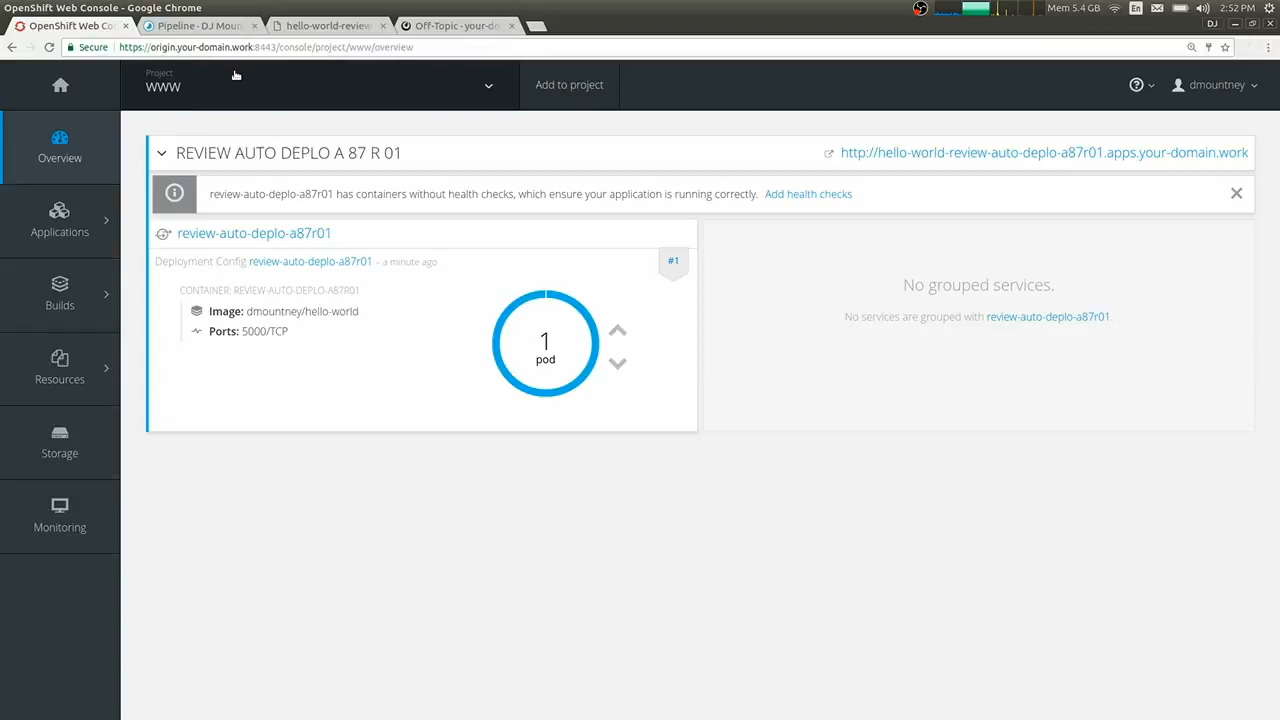 OpenShift Web Console - Google Chrome
Mem 5.4 GB
En
2:52 PM
OpenShift Web Co
Pipeline - DJ Moun
hello-world-review
Off-Topic - your-do
DJ
Secure
https://origin.your-domain.work:8443/console/project/www/overview
Project
WWW
Add to project
dmountney
Overview
Applications
Builds
Resources
Storage
Monitoring
REVIEW AUTO DEPLO A 87 R 01
http://hello-world-review-auto-deplo-a87r01.apps.your-domain.work
review-auto-deplo-a87r01 has containers without health checks, which ensure your application is running correctly. Add health checks
review-auto-deplo-a87r01
Deployment Config review-auto-deplo-a87r01 – a minute ago
#1
CONTAINER: REVIEW-AUTO-DEPLO-A87R01
Image: dmountney/hello-world
Ports: 5000/TCP
1
pod
No grouped services.
No services are grouped with review-auto-deplo-a87r01.